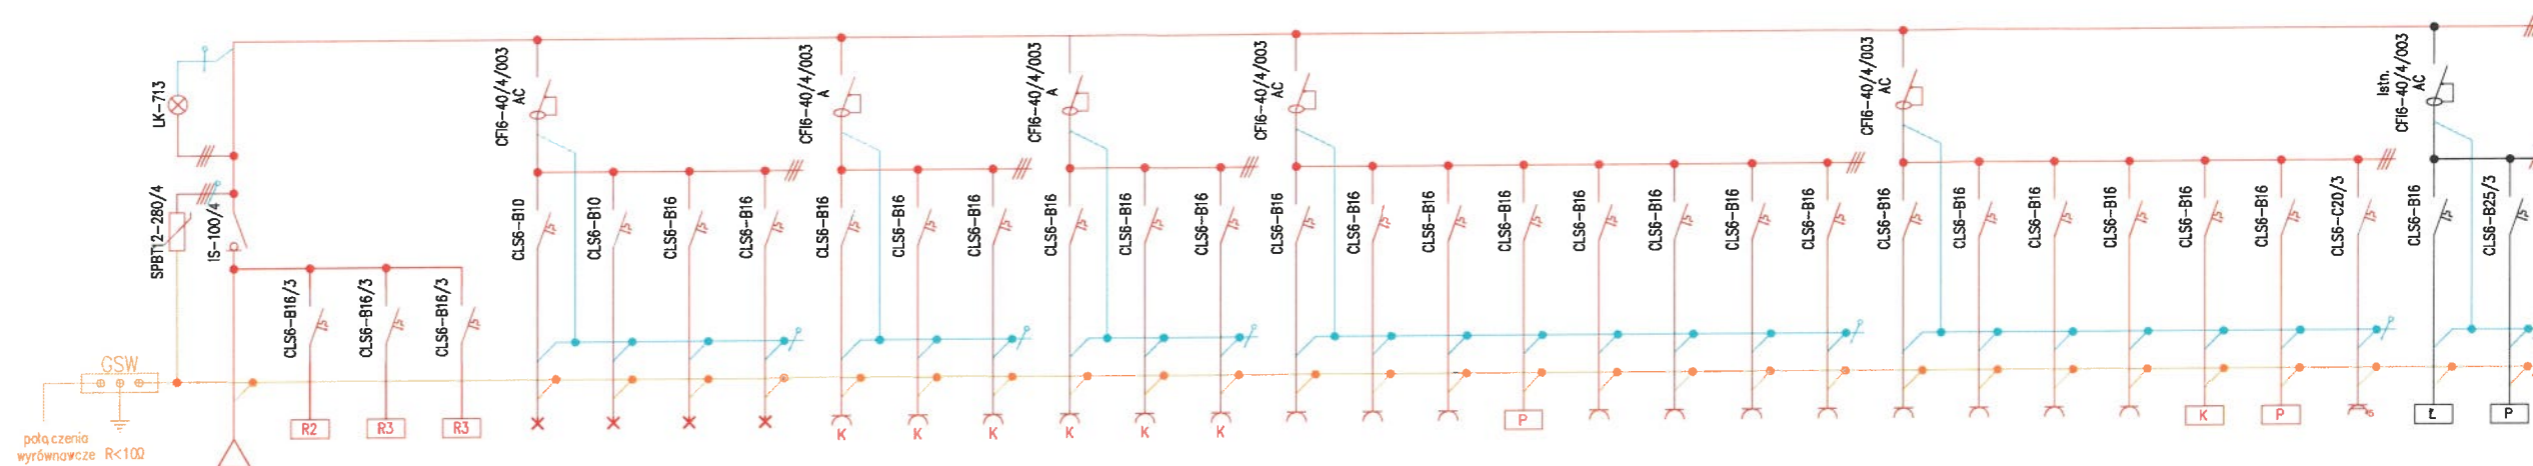 LK-713
SPBT12-280/4
IS-100/4
GSW
połączenia
wyrównawcze R<10Ω
CLS6-B16/3
CLS6-B16/3
CLS6-B16/3
R2
R3
R3
CFI6-40/4/003
AC
CLS6-B10
CLS6-B10
CLS6-B16
CLS6-B16
CFI6-40/4/003
A
CLS6-B16
CLS6-B16
CLS6-B16
K
K
K
CFI6-40/4/003
A
CLS6-B16
CLS6-B16
CLS6-B16
K
K
K
CFI6-40/4/003
AC
CLS6-B16
CLS6-B16
CLS6-B16
CLS6-B16
CLS6-B16
CLS6-B16
CLS6-B16
CLS6-B16
P
CFI6-40/4/003
AC
CLS6-B16
CLS6-B16
CLS6-B16
CLS6-B16
CLS6-B16
CLS6-B16
CLS6-C20/3
K
P
5
Istn.
CFI6-40/4/003
AC
CLS6-B16
CLS6-B25/3
Ł
P